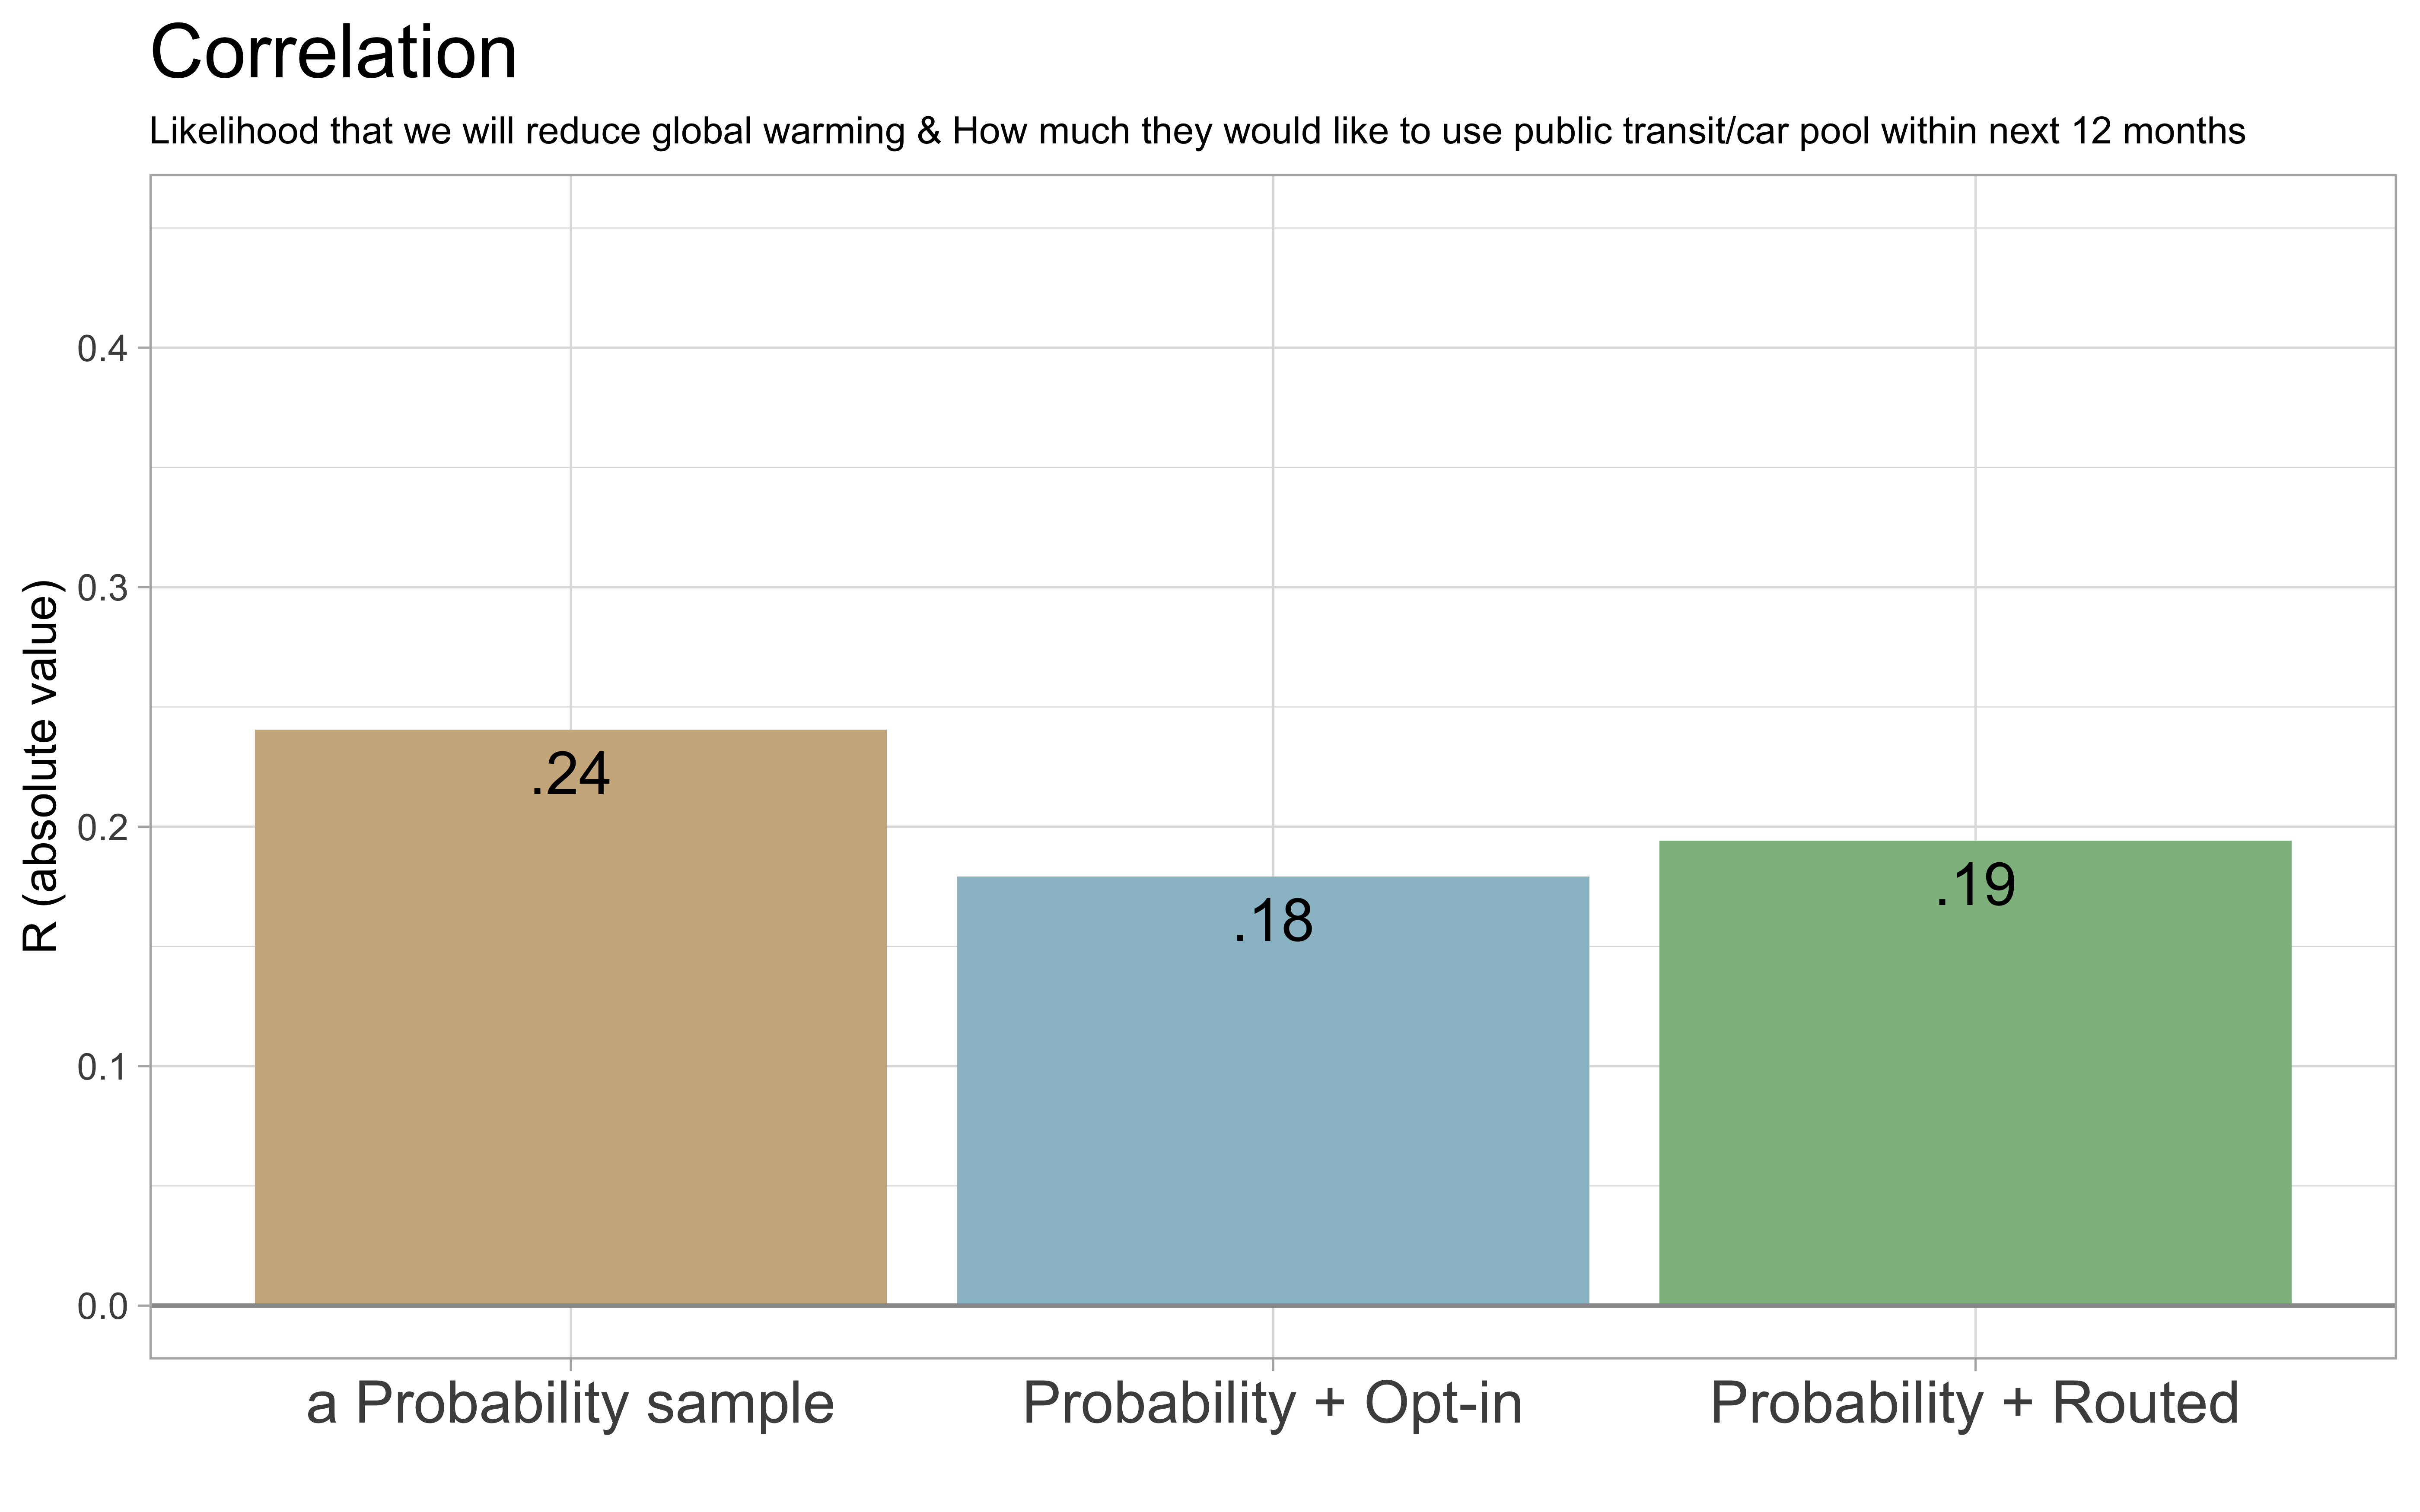 Correlation
Likelihood that we will reduce global warming & How much they would like to use public transit/car pool within next 12 months
R (absolute value)
0.4
0.3
0.2
0.1
0.0
.24
.18
.19
a Probability sample
Probability + Opt-in
Probability + Routed